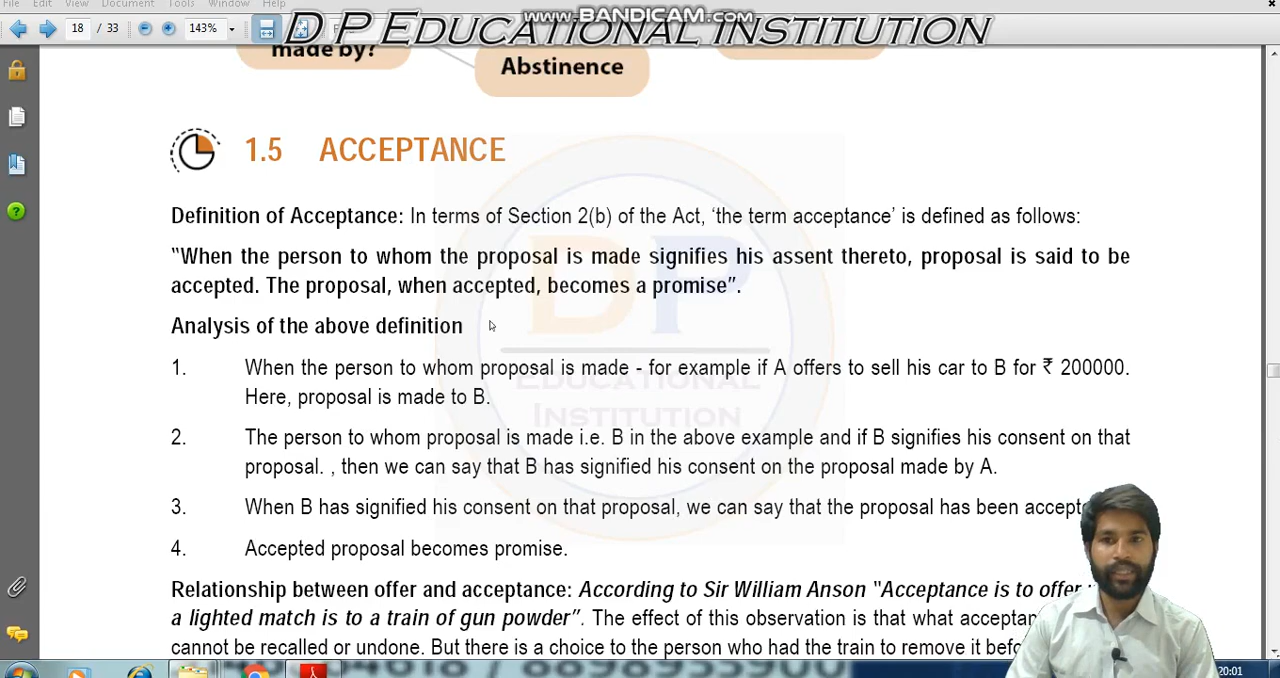 File Edit View Document Tools Window Help
www.BANDICAM.com
D P EDUCATIONAL INSTITUTION
18 / 33 143%
made by?
Abstinence
1.5 ACCEPTANCE
Definition of Acceptance: In terms of Section 2(b) of the Act, ‘the term acceptance’ is defined as follows:
“When the person to whom the proposal is made signifies his assent thereto, proposal is said to be
accepted. The proposal, when accepted, becomes a promise”.
Analysis of the above definition
1. When the person to whom proposal is made - for example if A offers to sell his car to B for ₹ 200000.
Here, proposal is made to B.
2. The person to whom proposal is made i.e. B in the above example and if B signifies his consent on that
proposal. , then we can say that B has signified his consent on the proposal made by A.
3. When B has signified his consent on that proposal, we can say that the proposal has been accept
4. Accepted proposal becomes promise.
Relationship between offer and acceptance: According to Sir William Anson “Acceptance is to offer
a lighted match is to a train of gun powder”. The effect of this observation is that what acceptan
cannot be recalled or undone. But there is a choice to the person who had the train to remove it bef
DP
EDUCATIONAL
INSTITUTION
8898933900
20:01